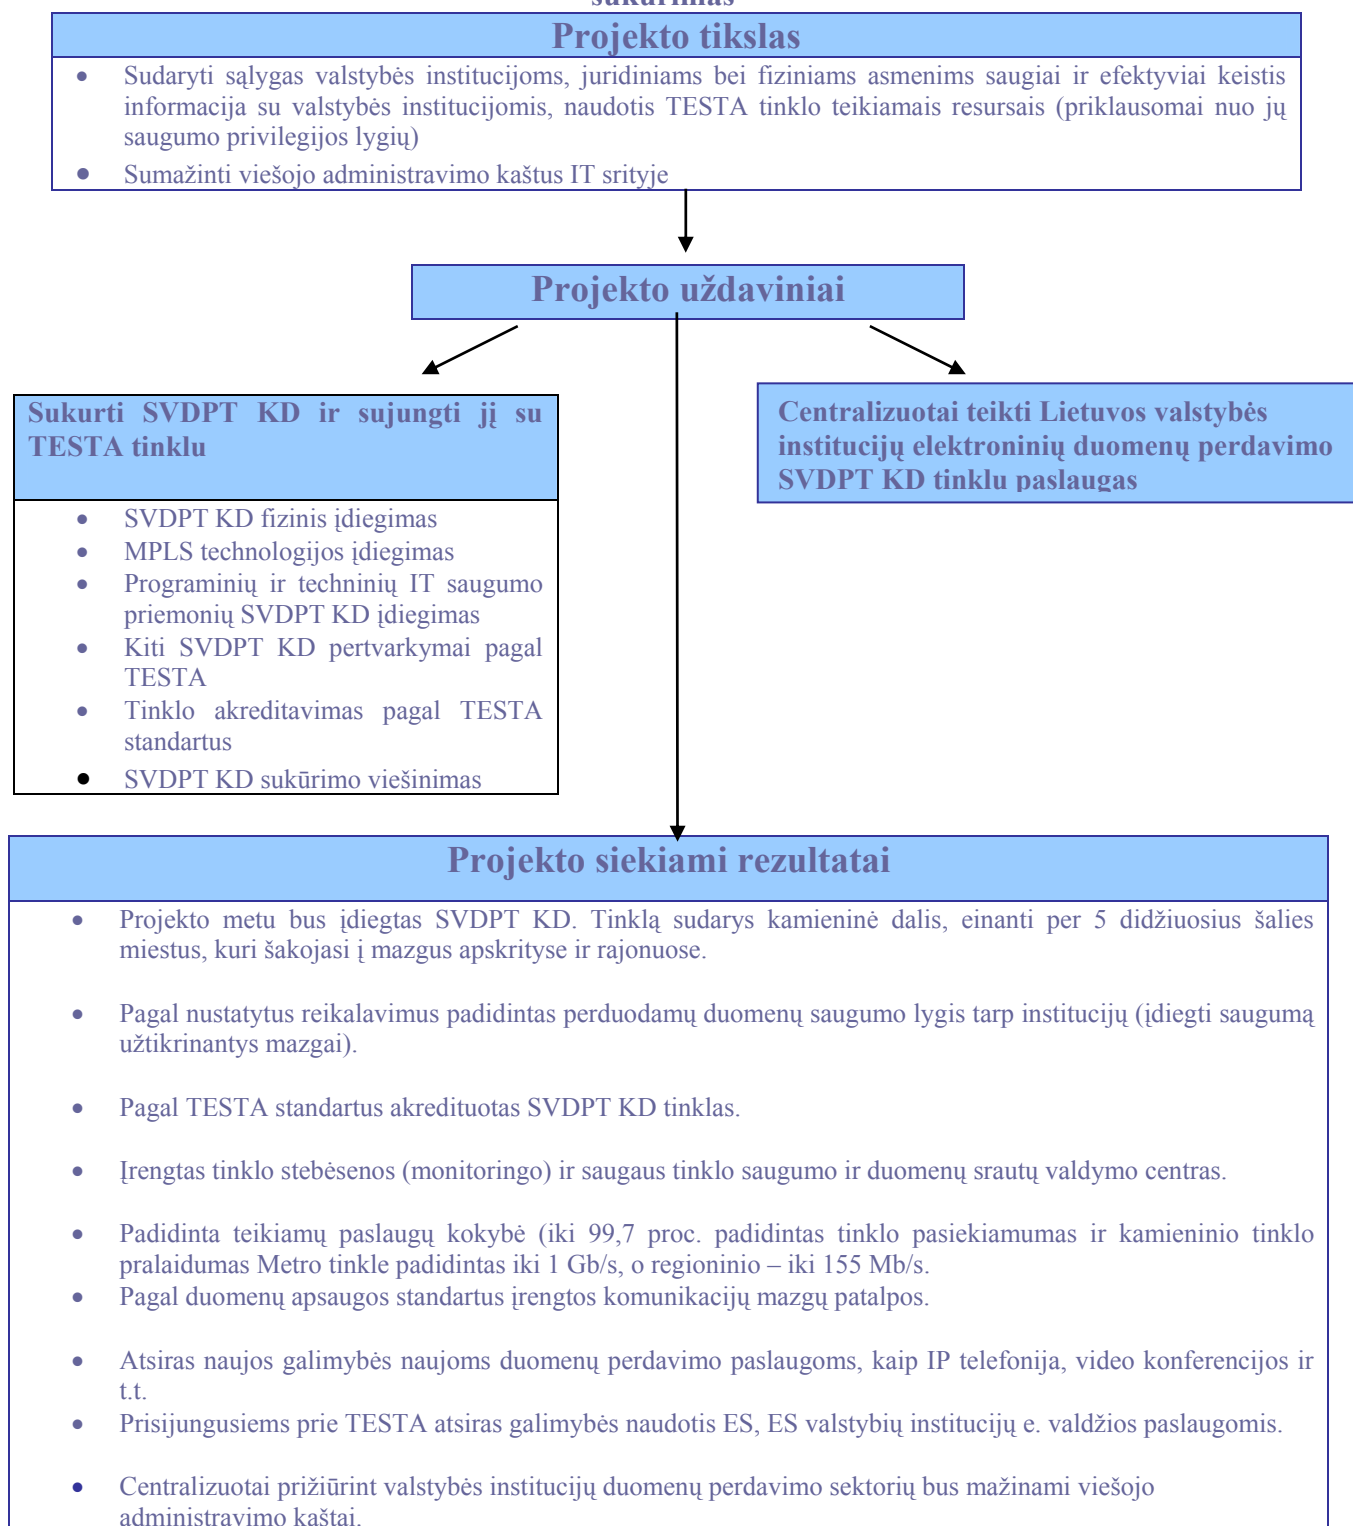 sukūrimas
Projekto tikslas
• Sudaryti sąlygas valstybės institucijoms, juridiniams bei fiziniams asmenims saugiai ir efektyviai keistis
informacija su valstybės institucijomis, naudotis TESTA tinklo teikiamais resursais (priklausomai nuo jų
saugumo privilegijos lygių)
• Sumažinti viešojo administravimo kaštus IT srityje
Projekto uždaviniai
Sukurti SVDPT KD ir sujungti jį su
TESTA tinklu
• SVDPT KD fizinis įdiegimas
• MPLS technologijos įdiegimas
• Programinių ir techninių IT saugumo
priemonių SVDPT KD įdiegimas
• Kiti SVDPT KD pertvarkymai pagal
TESTA
• Tinklo akreditavimas pagal TESTA
standartus
• SVDPT KD sukūrimo viešinimas
Centralizuotai teikti Lietuvos valstybės
institucijų elektroninių duomenų perdavimo
SVDPT KD tinklu paslaugas
Projekto siekiami rezultatai
• Projekto metu bus įdiegtas SVDPT KD. Tinklą sudarys kamieninė dalis, einanti per 5 didžiuosius šalies
miestus, kuri šakojasi į mazgus apskrityse ir rajonuose.
• Pagal nustatytus reikalavimus padidintas perduodamų duomenų saugumo lygis tarp institucijų (įdiegti saugumą
užtikrinantys mazgai).
• Pagal TESTA standartus akredituotas SVDPT KD tinklas.
• Įrengtas tinklo stebėsenos (monitoringo) ir saugaus tinklo saugumo ir duomenų srautų valdymo centras.
• Padidinta teikiamų paslaugų kokybė (iki 99,7 proc. padidintas tinklo pasiekiamumas ir kamieninio tinklo
pralaidumas Metro tinkle padidintas iki 1 Gb/s, o regioninio – iki 155 Mb/s.
• Pagal duomenų apsaugos standartus įrengtos komunikacijų mazgų patalpos.
• Atsiras naujos galimybės naujoms duomenų perdavimo paslaugoms, kaip IP telefonija, video konferencijos ir
t.t.
• Prisijungusiems prie TESTA atsiras galimybės naudotis ES, ES valstybių institucijų e. valdžios paslaugomis.
• Centralizuotai prižiūrint valstybės institucijų duomenų perdavimo sektorių bus mažinami viešojo
administravimo kaštai.